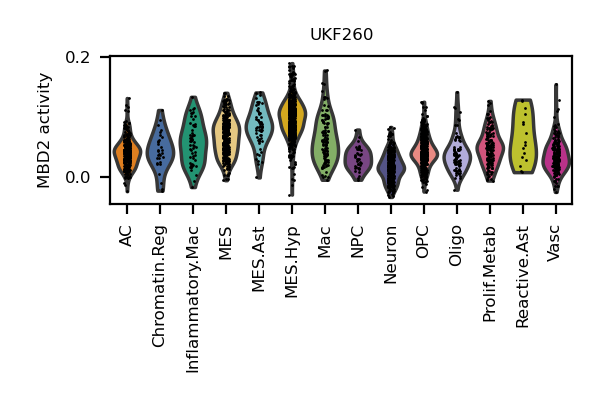 UKF260
MBD2 activity
0.2
0.0
AC
Chromatin.Reg
Inflammatory.Mac
MES
MES.Ast
MES.Hyp
Mac
NPC
Neuron
OPC
Oligo
Prolif.Metab
Reactive.Ast
Vasc